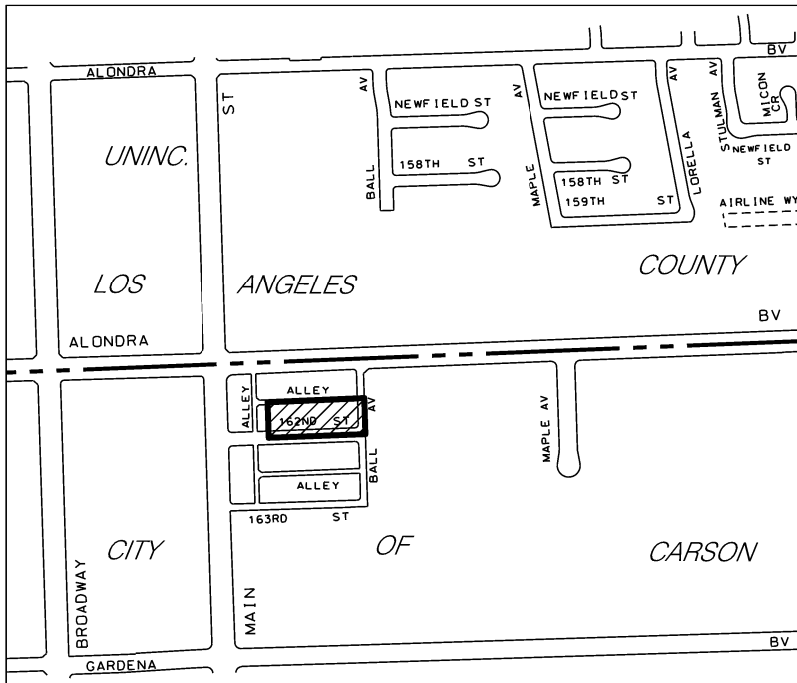 BV
ALONDRA
ST
AV
AV
AV
AV
NEWFIELD ST
NEWFIELD ST
MICON CR
STULMAN
LORELLA
NEWFIELD ST
UNINC.
158TH ST
158TH ST
BALL
MAPLE
159TH ST
AIRLINE WY
LOS ANGELES COUNTY
ALONDRA BV
ALLEY
ALLEY
AV
162ND ST
MAPLE AV
BALL
ALLEY
163RD ST
CITY OF CARSON
BROADWAY
MAIN
GARDENA BV